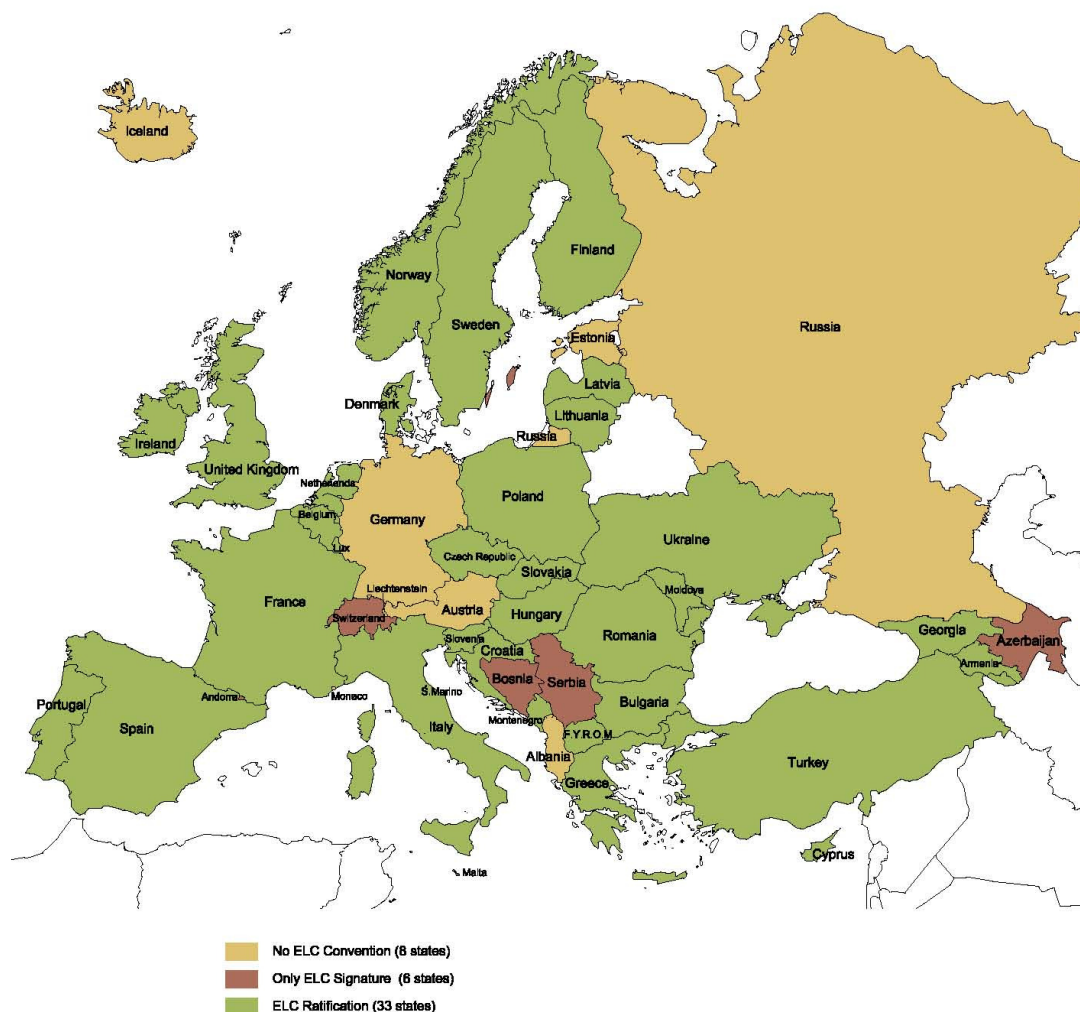 Iceland
Norway
Finland
Sweden
Russia
Estonia
Latvia
Denmark
Lithuania
Russia
Ireland
United Kingdom
Netherlands
Poland
Belgium
Germany
Ukraine
Lux
Czech Republic
Slovakia
Liechtenstein
Moldova
France
Austria
Hungary
Switzerland
Romania
Georgia
Slovenia
Azerbaijan
Croatia
Armenia
Bosnia
Serbia
Andorra
Monaco
S.Marino
Portugal
Bulgaria
Montenegro
Spain
Italy
F.Y.R.O.M
Albania
Turkey
Greece
Cyprus
Malta
No ELC Convention (8 states)
Only ELC Signature (6 states)
ELC Ratification (33 states)